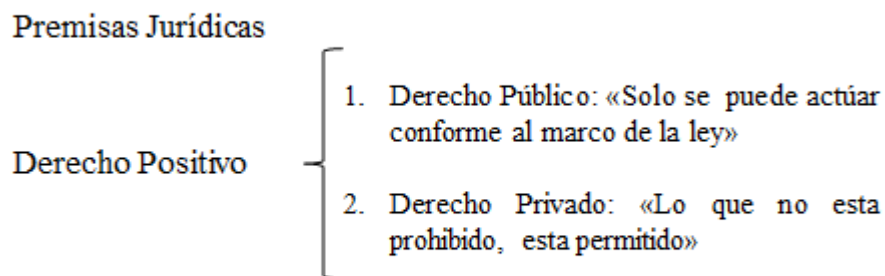 Premisas Jurídicas
Derecho Positivo
1. Derecho Público: «Solo se puede actúar
conforme al marco de la ley»
2. Derecho Privado: «Lo que no esta
prohibido, esta permitido»